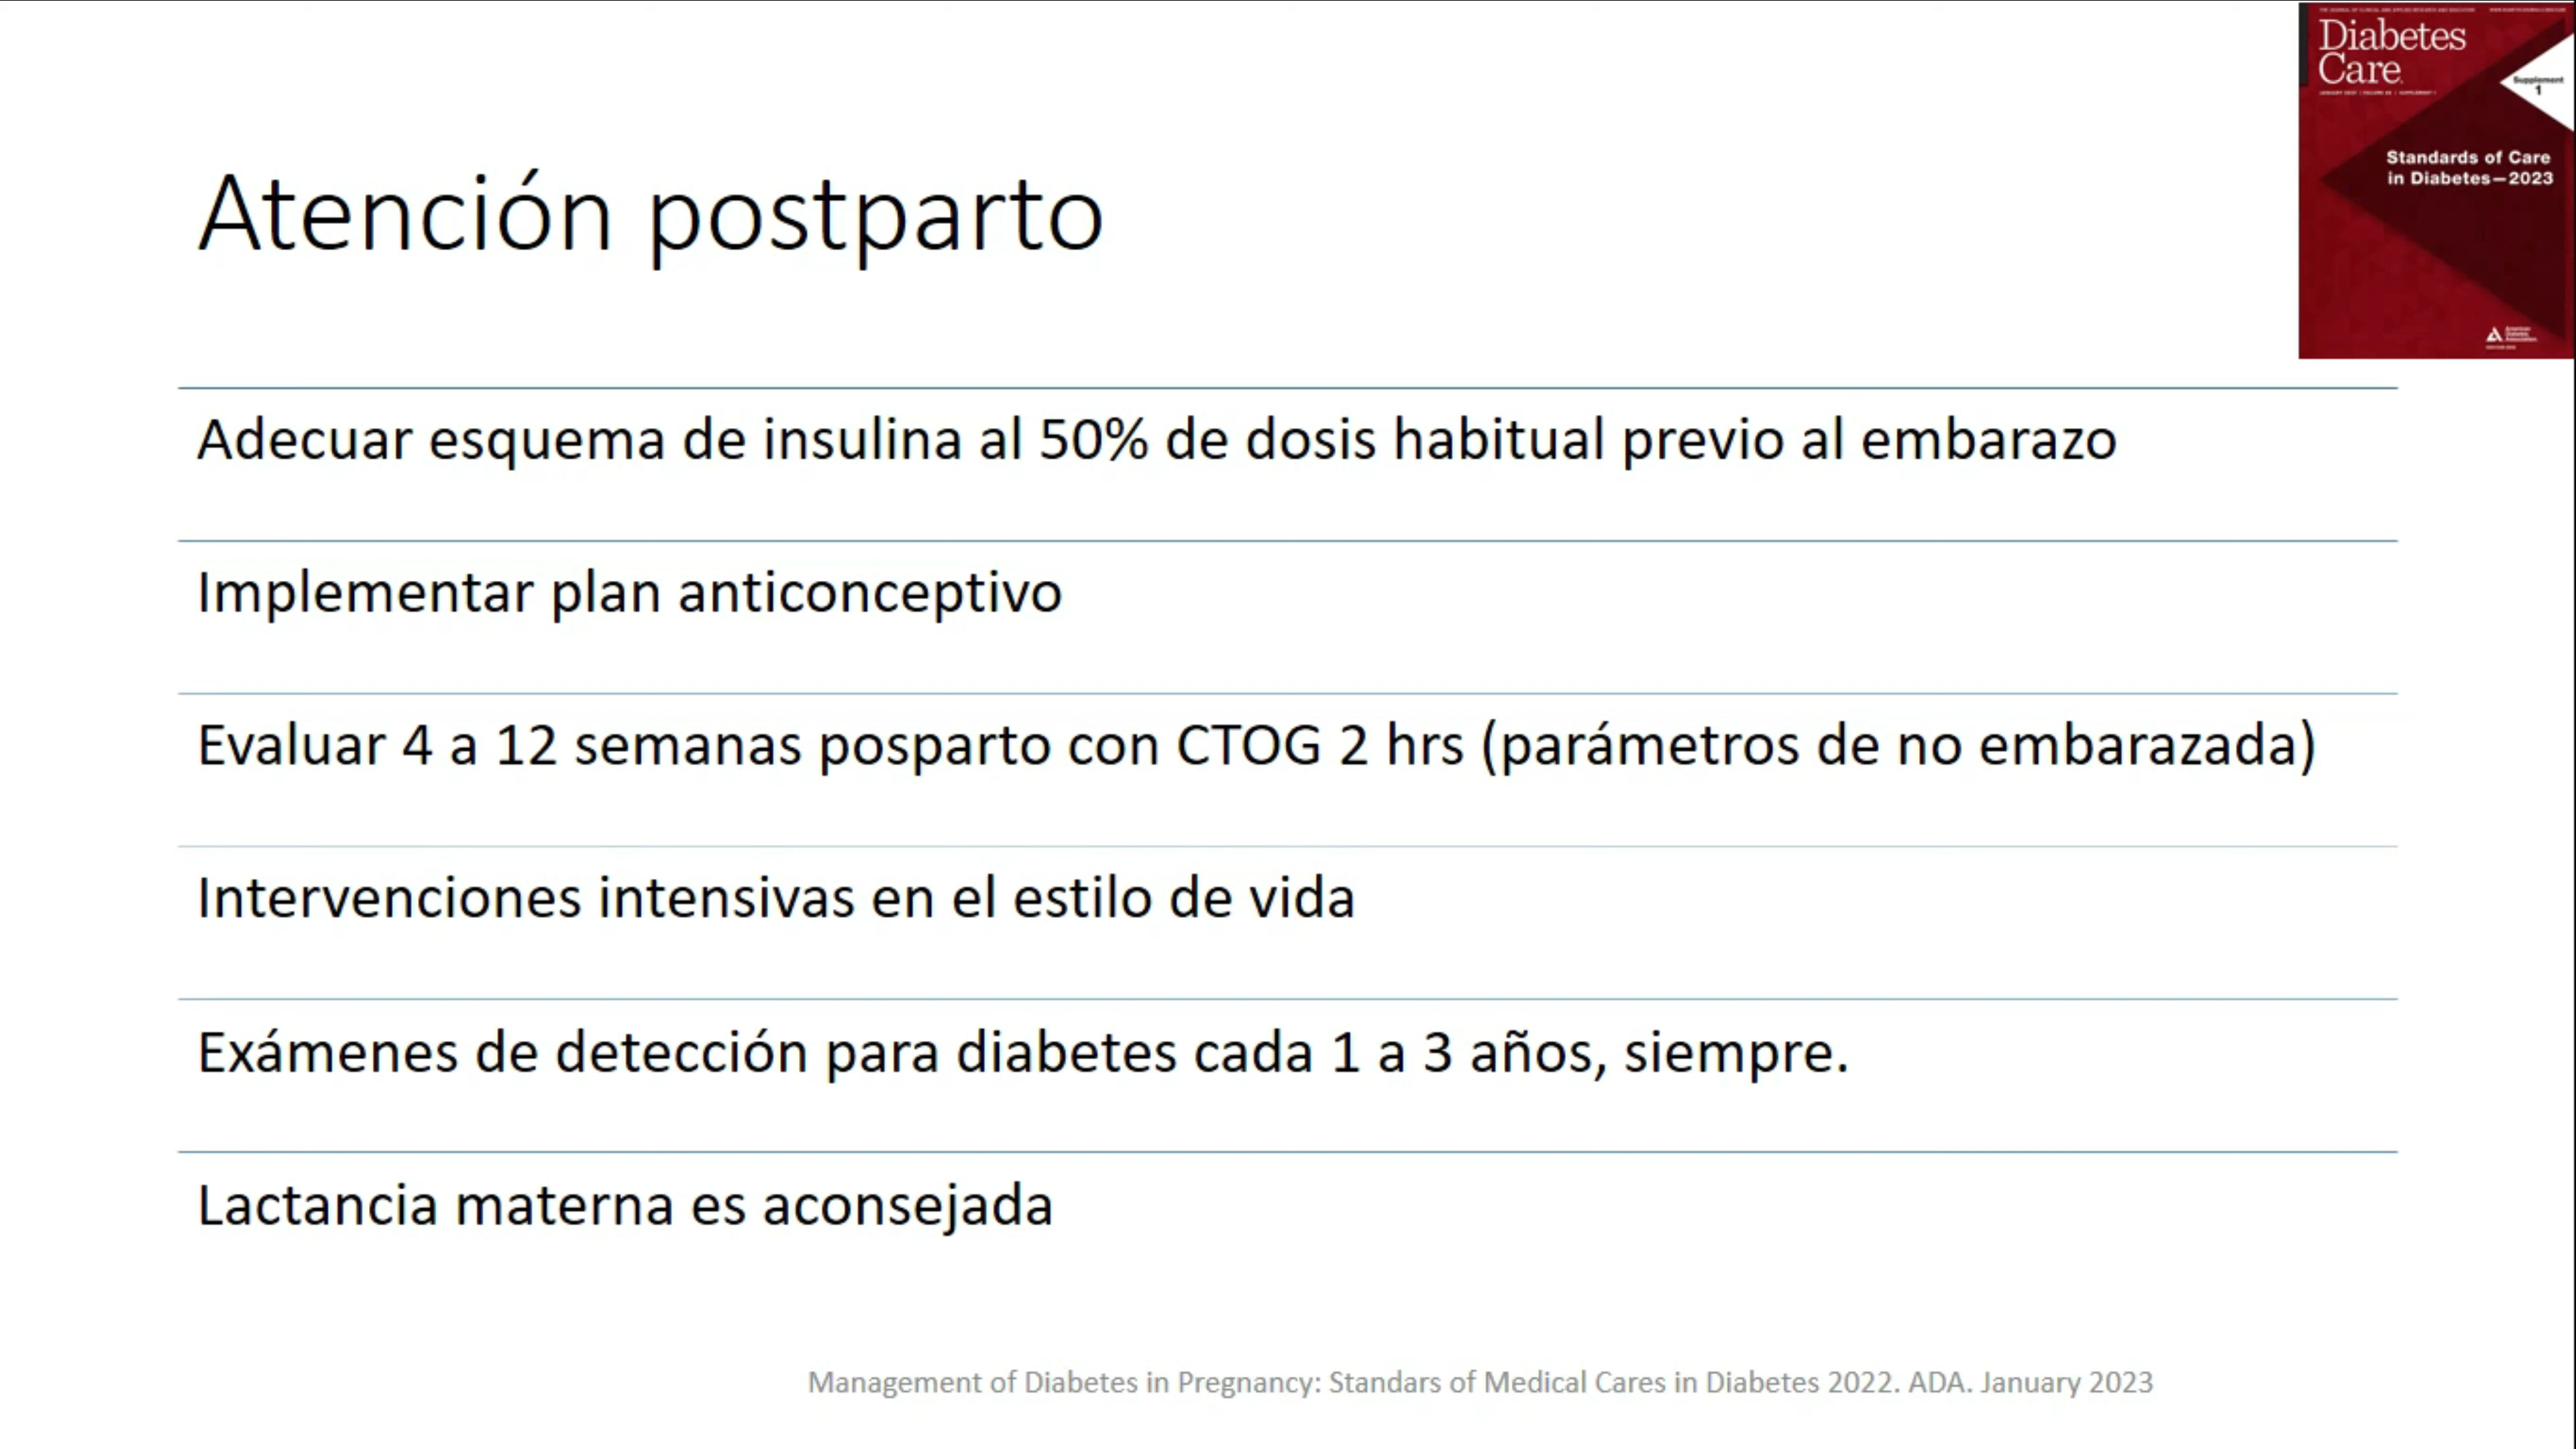 Diabetes
Care
Supplement
1
Standards of Care
in Diabetes—2023
Atención postparto
Adecuar esquema de insulina al 50% de dosis habitual previo al embarazo
Implementar plan anticonceptivo
Evaluar 4 a 12 semanas posparto con CTOG 2 hrs (parámetros de no embarazada)
Intervenciones intensivas en el estilo de vida
Exámenes de detección para diabetes cada 1 a 3 años, siempre.
Lactancia materna es aconsejada
Management of Diabetes in Pregnancy: Standars of Medical Cares in Diabetes 2022. ADA. January 2023